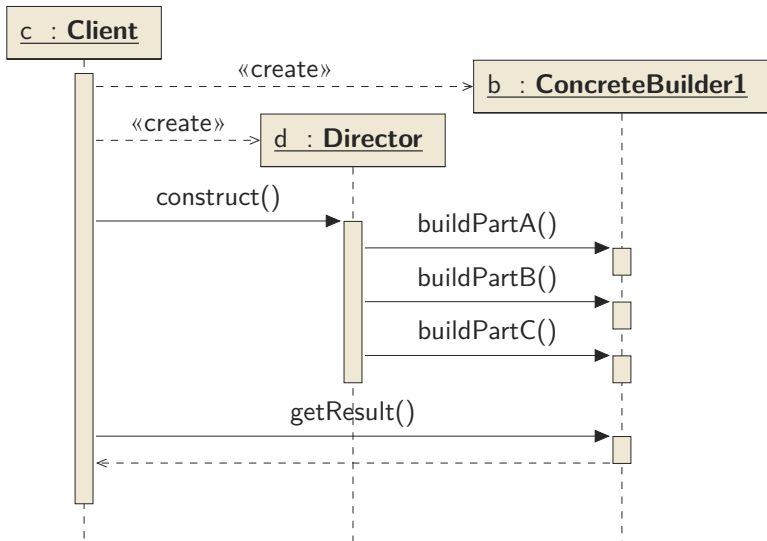 c : Client
«create»
b : ConcreteBuilder1
«create»
d : Director
construct()
buildPartA()
buildPartB()
buildPartC()
getResult()